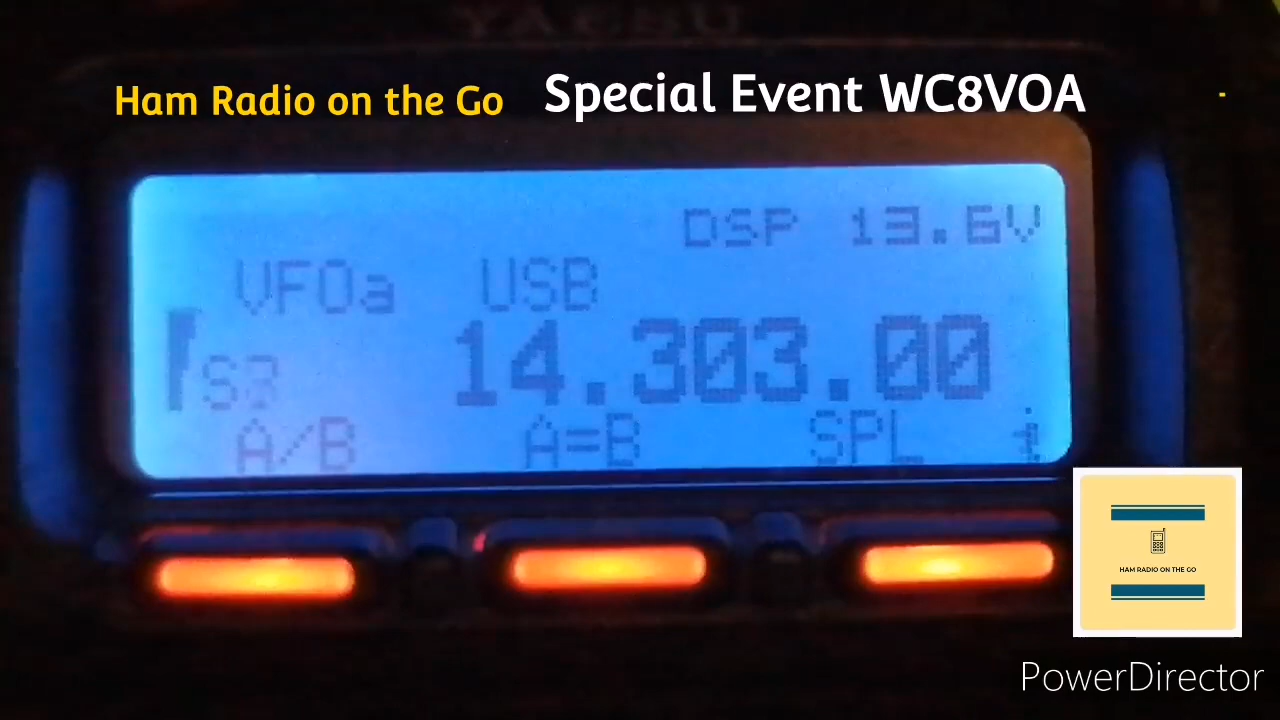 YAESU
Ham Radio on the Go Special Event WC8VOA
DSP 13.6V
VFOa USB
14.303.00
A/B A=B SPL
HAM RADIO ON THE GO
PowerDirector